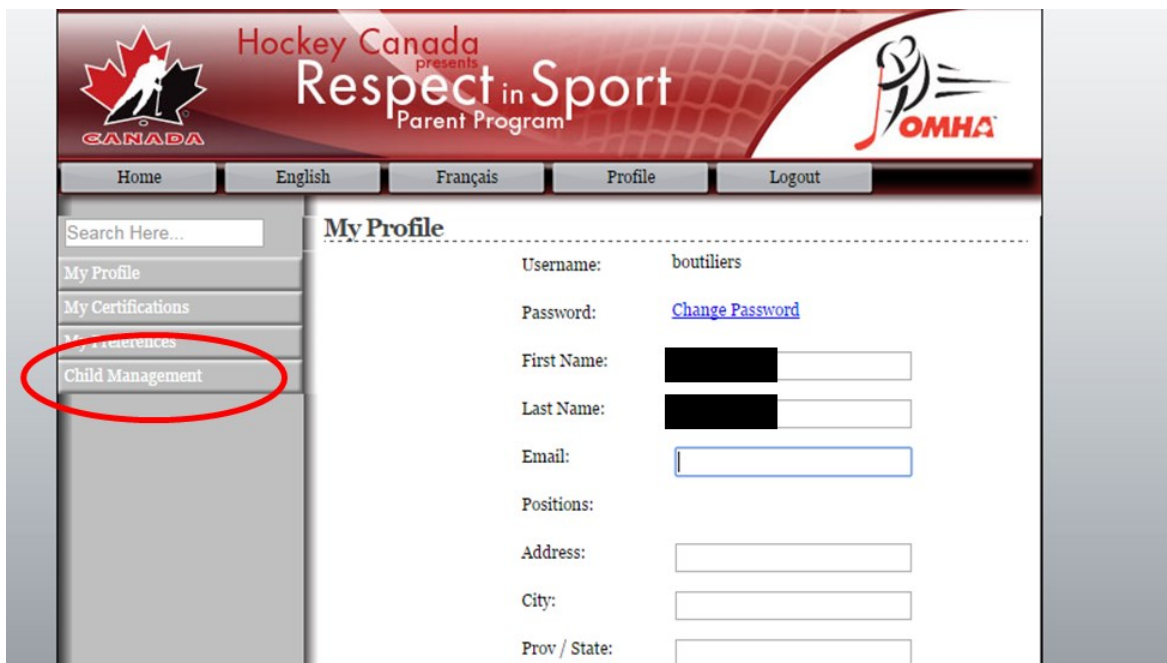 Hockey Canada
presents
Respect in Sport
Parent Program
CANADA
OMHA
Home English Français Profile Logout
Search Here...
My Profile
My Certifications
My Preferences
Child Management
My Profile
Username: boutiliers
Password: Change Password
First Name:
Last Name:
Email:
Positions:
Address:
City:
Prov / State: